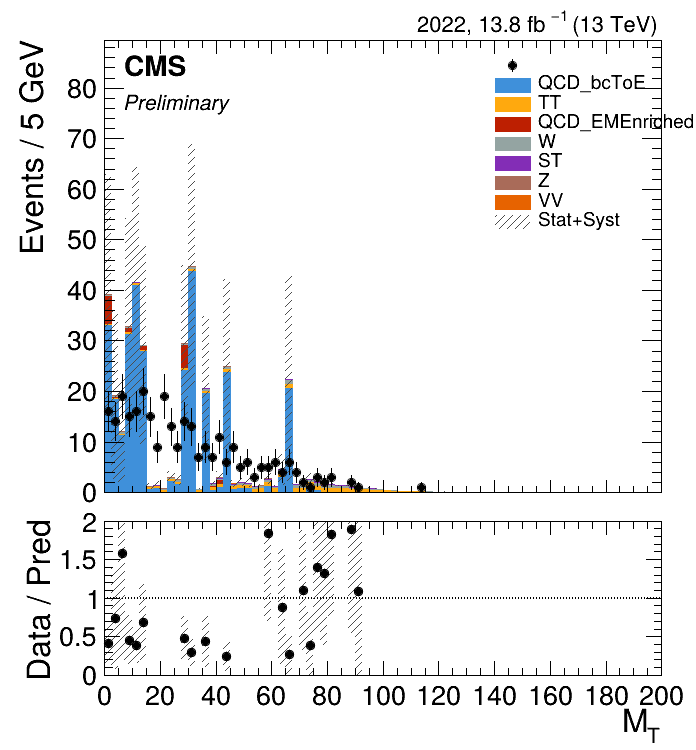 2022, 13.8 fb⁻¹ (13 TeV)
CMS
Preliminary
QCD_bcToE
TT
QCD_EMEnriched
W
ST
Z
VV
Stat+Syst
Events / 5 GeV
80
70
60
50
40
30
20
10
0
Data / Pred
2
1.5
1
0.5
0
0 20 40 60 80 100 120 140 160 180 200
M_T